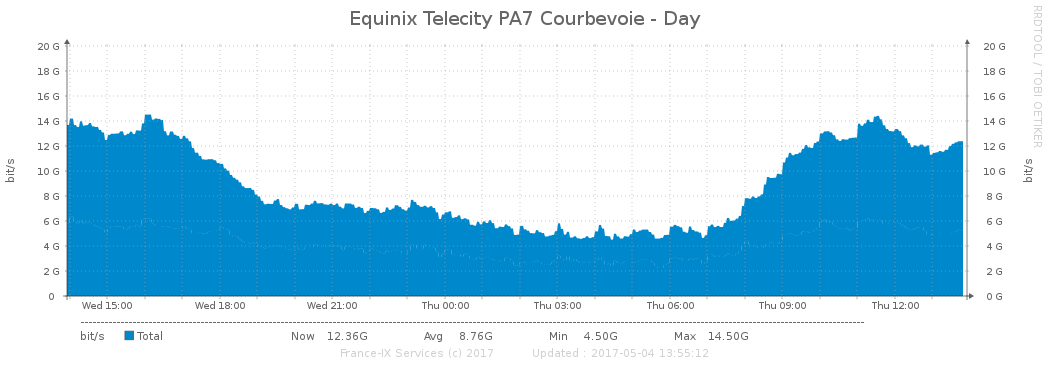 Equinix Telecity PA7 Courbevoie - Day
RRDTOOL / TOBI OETIKER
20 G 20 G
18 G 18 G
16 G 16 G
14 G 14 G
12 G 12 G
10 G 10 G
8 G 8 G
6 G 6 G
4 G 4 G
2 G 2 G
0 0 G
bit/s bit/s
Wed 15:00 Wed 18:00 Wed 21:00 Thu 00:00 Thu 03:00 Thu 06:00 Thu 09:00 Thu 12:00
bit/s Total Now 12.36G Avg 8.76G Min 4.50G Max 14.50G
France-IX Services (c) 2017 Updated : 2017-05-04 13:55:12